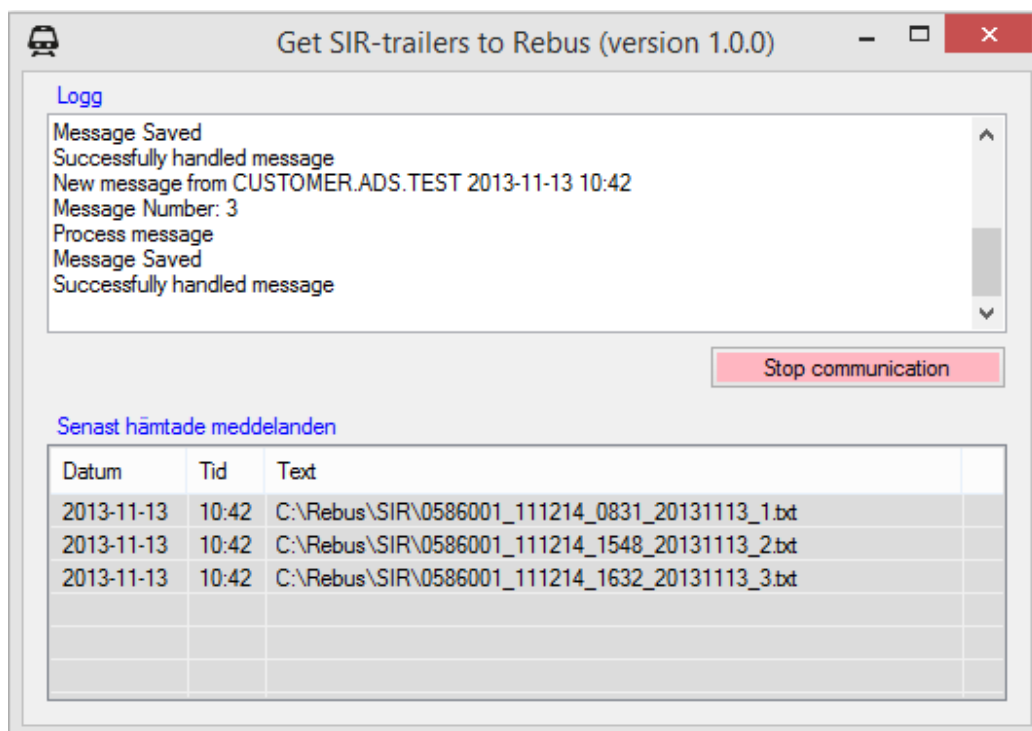 Get SIR-trailers to Rebus (version 1.0.0)
Logg
Message Saved
Successfully handled message
New message from CUSTOMER.ADS.TEST 2013-11-13 10:42
Message Number: 3
Process message
Message Saved
Successfully handled message
Stop communication
Senast hämtade meddelanden
Datum Tid Text
2013-11-13 10:42 C:\Rebus\SIR\0586001_111214_0831_20131113_1.txt
2013-11-13 10:42 C:\Rebus\SIR\0586001_111214_1548_20131113_2.txt
2013-11-13 10:42 C:\Rebus\SIR\0586001_111214_1632_20131113_3.txt